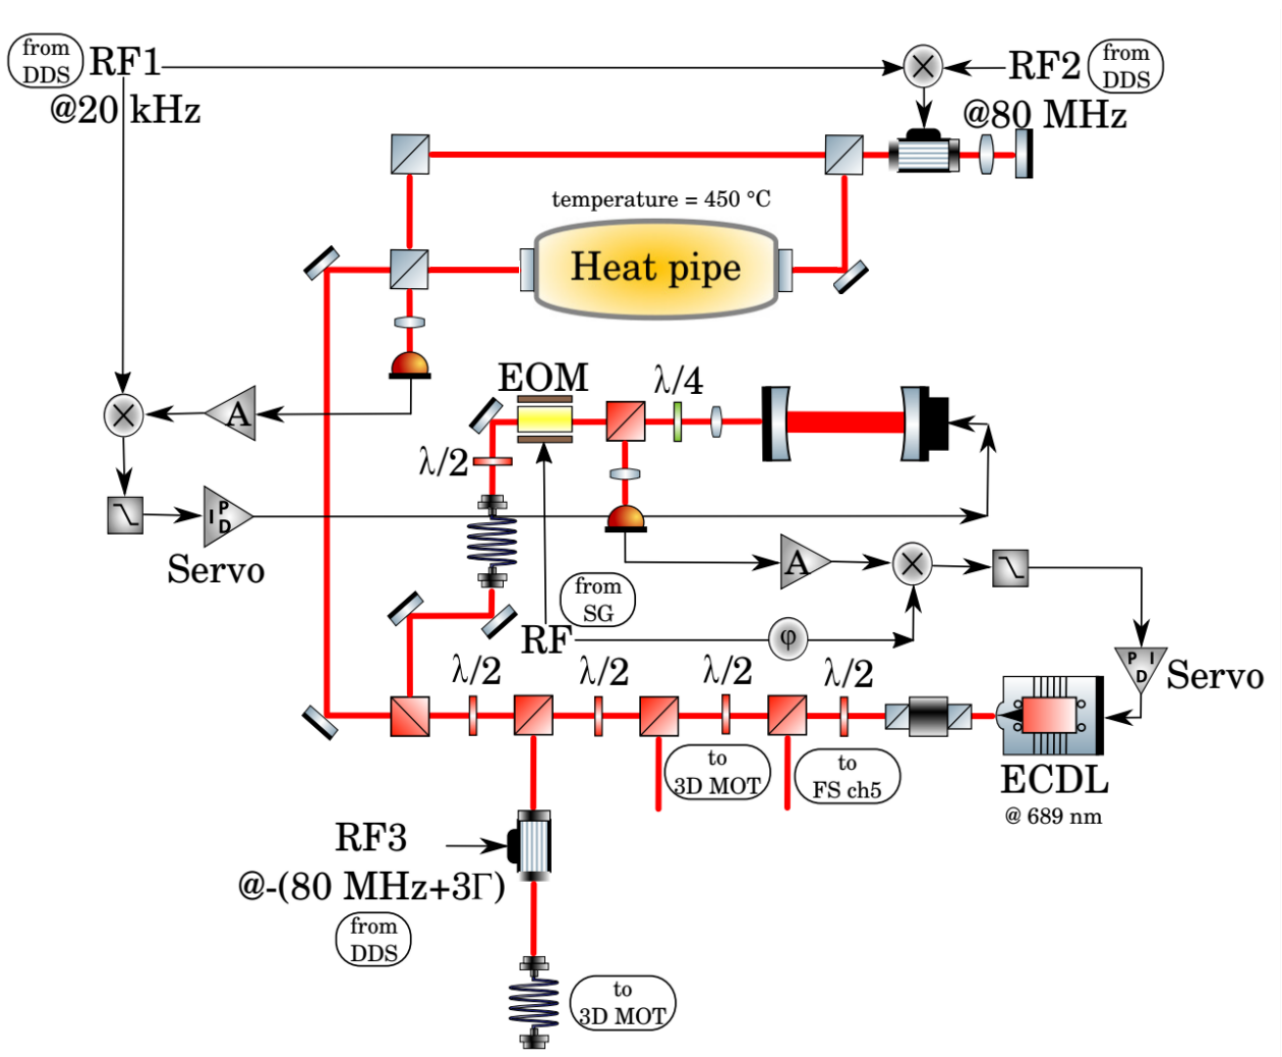 from
DDS
RF1
@20 kHz
RF2
from
DDS
@80 MHz
temperature = 450 °C
Heat pipe
EOM
λ/4
A
λ/2
I P D
Servo
A
from
SG
RF
φ
λ/2
λ/2
λ/2
λ/2
P I D
Servo
to
3D MOT
to
FS ch5
ECDL
@ 689 nm
RF3
@-(80 MHz+3Γ)
from
DDS
to
3D MOT